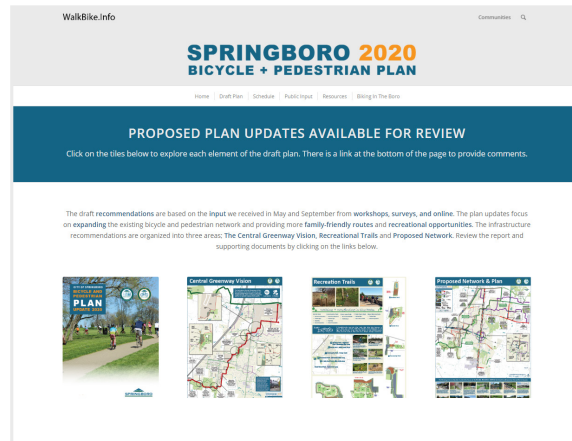 WalkBike.Info
Communities
SPRINGBORO 2020
BICYCLE + PEDESTRIAN PLAN
Home | Draft Plan | Schedule | Public Input | Resources | Biking in The Boro
PROPOSED PLAN UPDATES AVAILABLE FOR REVIEW
Click on the tiles below to explore each element of the draft plan. There is a link at the bottom of the page to provide comments.
The draft recommendations are based on the input we received in May and September from workshops, surveys, and online. The plan updates focus
on expanding the existing bicycle and pedestrian network and providing more family-friendly routes and recreational opportunities. The infrastructure
recommendations are organized into three areas; The Central Greenway Vision, Recreational Trails and Proposed Network. Review the report and
supporting documents by clicking on the links below.
CITY OF SPRINGBORO
BICYCLE AND
PEDESTRIAN
PLAN
UPDATE 2020
SPRINGBORO
Central Greenway Vision
Recreation Trails
Proposed Network & Plan